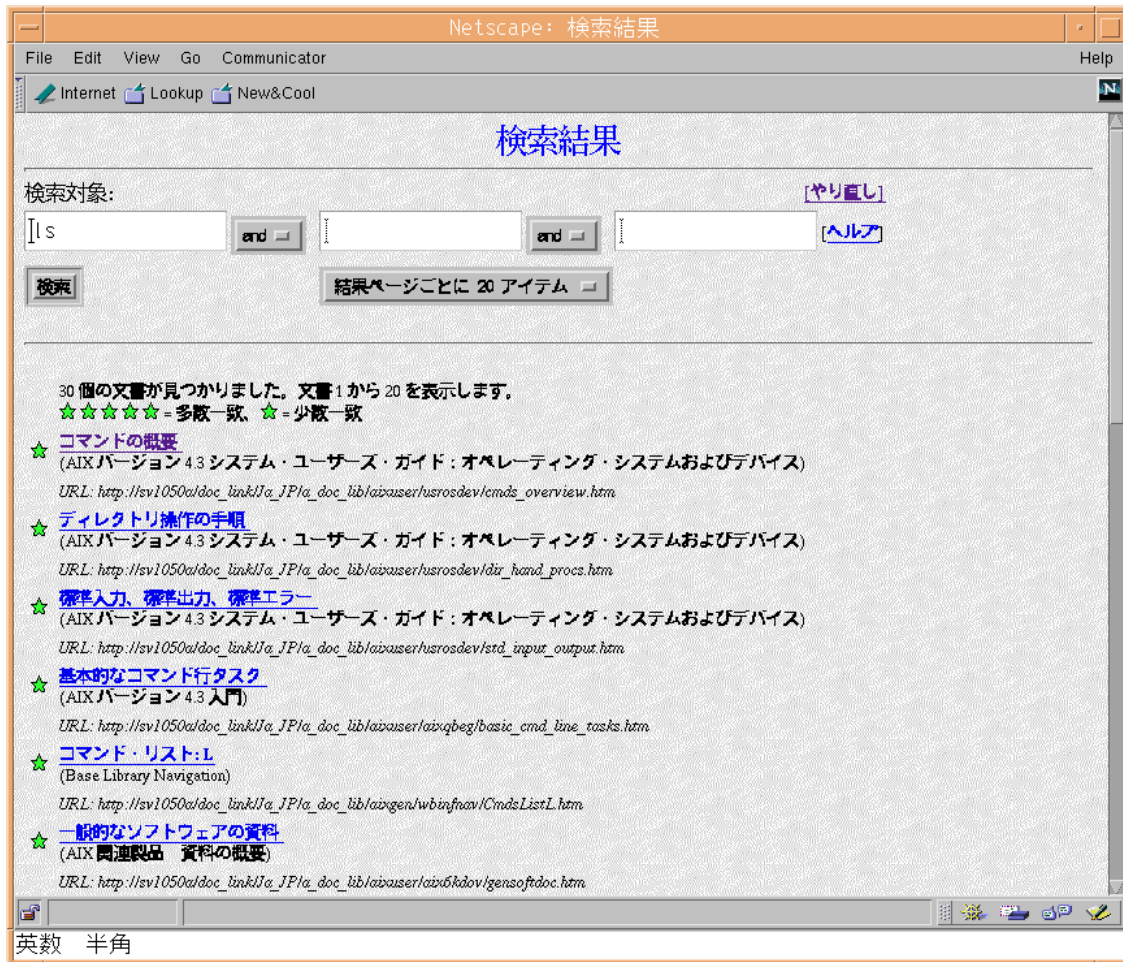 Netscape: 検索結果
File Edit View Go Communicator Help
Internet Lookup New&Cool
検索結果
検索対象: [やり直し]
ls and and [ヘルプ]
検索 結果ページごとに 20 アイテム
30 個の文書が見つかりました。文書 1 から 20 を表示します。
= 多数一致、 = 少数一致
コマンドの概要
(AIX バージョン 4.3 システム・ユーザーズ・ガイド : オペレーティング・システムおよびデバイス)
URL: http://sv1050a/doc_link/Ja_JP/a_doc_lib/aixuser/usrosdev/cmds_overview.htm
ディレクトリ操作の手順
(AIX バージョン 4.3 システム・ユーザーズ・ガイド : オペレーティング・システムおよびデバイス)
URL: http://sv1050a/doc_link/Ja_JP/a_doc_lib/aixuser/usrosdev/dir_hand_procs.htm
標準入力、標準出力、標準エラー
(AIX バージョン 4.3 システム・ユーザーズ・ガイド : オペレーティング・システムおよびデバイス)
URL: http://sv1050a/doc_link/Ja_JP/a_doc_lib/aixuser/usrosdev/std_input_output.htm
基本的なコマンド行タスク
(AIX バージョン 4.3 入門)
URL: http://sv1050a/doc_link/Ja_JP/a_doc_lib/aixuser/aixqbeg/basic_cmd_line_tasks.htm
コマンド・リスト: L
(Base Library Navigation)
URL: http://sv1050a/doc_link/Ja_JP/a_doc_lib/aixgen/wbinfnav/CmdsListL.htm
一般的なソフトウェアの資料
(AIX 関連製品 資料の概要)
URL: http://sv1050a/doc_link/Ja_JP/a_doc_lib/aixuser/aix6kdov/gensoftdoc.htm
英数 半角